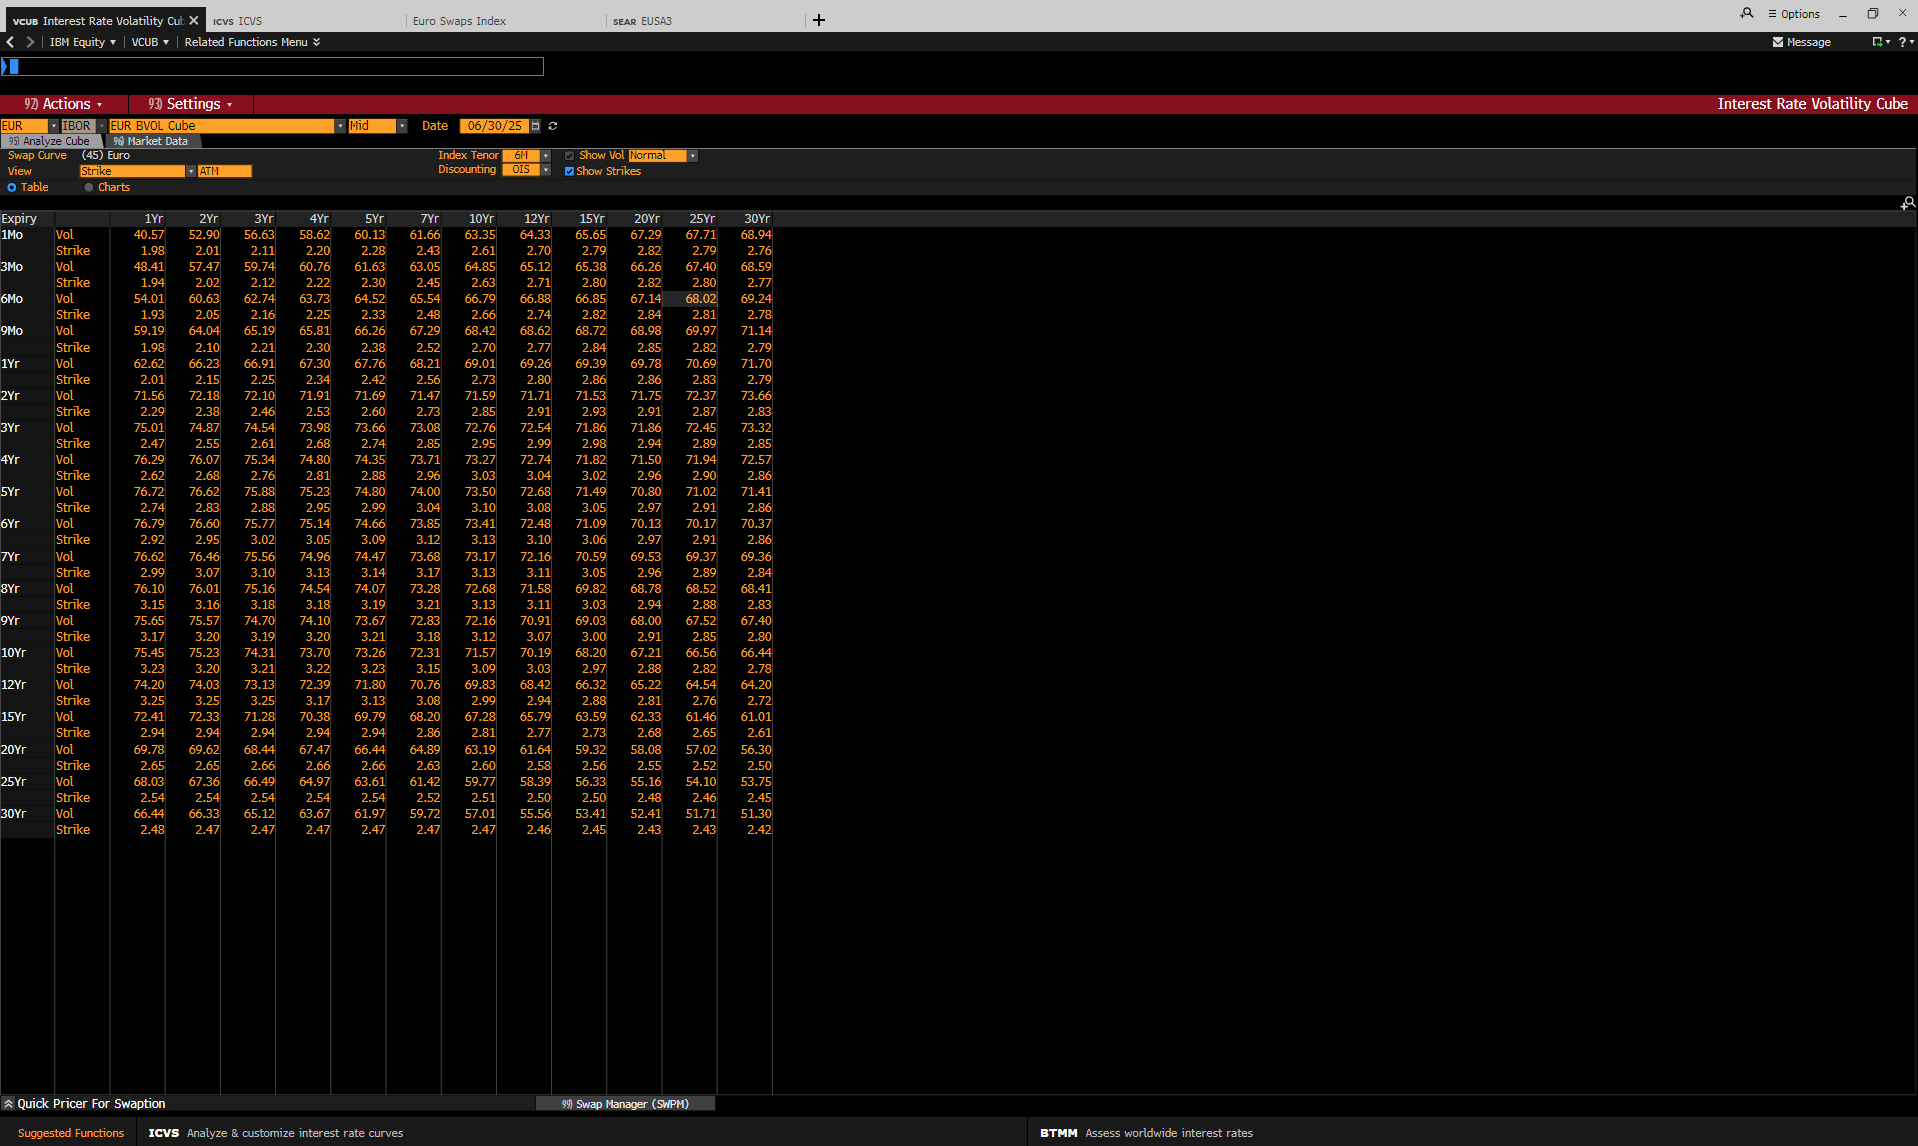 VCUB Interest Rate Volatility Cu ICVS ICVS Euro Swaps Index SEAR EUSA3 Options
IBM Equity VCUB Related Functions Menu Message ?
92) Actions 93) Settings Interest Rate Volatility Cube
EUR IBOR EUR BVOL Cube Mid Date 06/30/25
95) Analyze Cube 96) Market Data
Swap Curve (45) Euro Index Tenor 6M Show Vol Normal
View Strike ATM Discounting OIS Show Strikes
Table Charts
Expiry 1Yr 2Yr 3Yr 4Yr 5Yr 7Yr 10Yr 12Yr 15Yr 20Yr 25Yr 30Yr
1Mo Vol 40.57 52.90 56.63 58.62 60.13 61.66 63.35 64.33 65.65 67.29 67.71 68.94
Strike 1.98 2.01 2.11 2.20 2.28 2.43 2.61 2.70 2.79 2.82 2.79 2.76
3Mo Vol 48.41 57.47 59.74 60.76 61.63 63.05 64.85 65.12 65.38 66.26 67.40 68.59
Strike 1.94 2.02 2.12 2.22 2.30 2.45 2.63 2.71 2.80 2.82 2.80 2.77
6Mo Vol 54.01 60.63 62.74 63.73 64.52 65.54 66.79 66.88 66.85 67.14 68.02 69.24
Strike 1.93 2.05 2.16 2.25 2.33 2.48 2.66 2.74 2.82 2.84 2.81 2.78
9Mo Vol 59.19 64.04 65.19 65.81 66.26 67.29 68.42 68.62 68.72 68.98 69.97 71.14
Strike 1.98 2.10 2.21 2.30 2.38 2.52 2.70 2.77 2.84 2.85 2.82 2.79
1Yr Vol 62.62 66.23 66.91 67.30 67.76 68.21 69.01 69.26 69.39 69.78 70.69 71.70
Strike 2.01 2.15 2.25 2.34 2.42 2.56 2.73 2.80 2.86 2.86 2.83 2.79
2Yr Vol 71.56 72.18 72.10 71.91 71.69 71.47 71.59 71.71 71.53 71.75 72.37 73.66
Strike 2.29 2.38 2.46 2.53 2.60 2.73 2.85 2.91 2.93 2.91 2.87 2.83
3Yr Vol 75.01 74.87 74.54 73.98 73.66 73.08 72.76 72.54 71.86 71.86 72.45 73.32
Strike 2.47 2.55 2.61 2.68 2.74 2.85 2.95 2.99 2.98 2.94 2.89 2.85
4Yr Vol 76.29 76.07 75.34 74.80 74.35 73.71 73.27 72.74 71.82 71.50 71.94 72.57
Strike 2.62 2.68 2.76 2.81 2.88 2.96 3.03 3.04 3.02 2.96 2.90 2.86
5Yr Vol 76.72 76.62 75.88 75.23 74.80 74.00 73.50 72.68 71.49 70.80 71.02 71.41
Strike 2.74 2.83 2.88 2.95 2.99 3.04 3.10 3.08 3.05 2.97 2.91 2.86
6Yr Vol 76.79 76.60 75.77 75.14 74.66 73.85 73.41 72.48 71.09 70.13 70.17 70.37
Strike 2.92 2.95 3.02 3.05 3.09 3.12 3.13 3.10 3.06 2.97 2.91 2.86
7Yr Vol 76.62 76.46 75.56 74.96 74.47 73.68 73.17 72.16 70.59 69.53 69.37 69.36
Strike 2.99 3.07 3.10 3.13 3.14 3.17 3.13 3.11 3.05 2.96 2.89 2.84
8Yr Vol 76.10 76.01 75.16 74.54 74.07 73.28 72.68 71.58 69.82 68.78 68.52 68.41
Strike 3.15 3.16 3.18 3.18 3.19 3.21 3.13 3.11 3.03 2.94 2.88 2.83
9Yr Vol 75.65 75.57 74.70 74.10 73.67 72.83 72.16 70.91 69.03 68.00 67.52 67.40
Strike 3.17 3.20 3.19 3.20 3.21 3.18 3.12 3.07 3.00 2.91 2.85 2.80
10Yr Vol 75.45 75.23 74.31 73.70 73.26 72.31 71.57 70.19 68.20 67.21 66.56 66.44
Strike 3.23 3.20 3.21 3.22 3.23 3.15 3.09 3.03 2.97 2.88 2.82 2.78
12Yr Vol 74.20 74.03 73.13 72.39 71.80 70.76 69.83 68.42 66.32 65.22 64.54 64.20
Strike 3.25 3.25 3.25 3.17 3.13 3.08 2.99 2.94 2.88 2.81 2.76 2.72
15Yr Vol 72.41 72.33 71.28 70.38 69.79 68.20 67.28 65.79 63.59 62.33 61.46 61.01
Strike 2.94 2.94 2.94 2.94 2.94 2.86 2.81 2.77 2.73 2.68 2.65 2.61
20Yr Vol 69.78 69.62 68.44 67.47 66.44 64.89 63.19 61.64 59.32 58.08 57.02 56.30
Strike 2.65 2.65 2.66 2.66 2.66 2.63 2.60 2.58 2.56 2.55 2.52 2.50
25Yr Vol 68.03 67.36 66.49 64.97 63.61 61.42 59.77 58.39 56.33 55.16 54.10 53.75
Strike 2.54 2.54 2.54 2.54 2.54 2.52 2.51 2.50 2.50 2.48 2.46 2.45
30Yr Vol 66.44 66.33 65.12 63.67 61.97 59.72 57.01 55.56 53.41 52.41 51.71 51.30
Strike 2.48 2.47 2.47 2.47 2.47 2.47 2.47 2.46 2.45 2.43 2.43 2.42
Quick Pricer For Swaption 99) Swap Manager (SWPM)
Suggested Functions ICVS Analyze & customize interest rate curves BTMM Assess worldwide interest rates